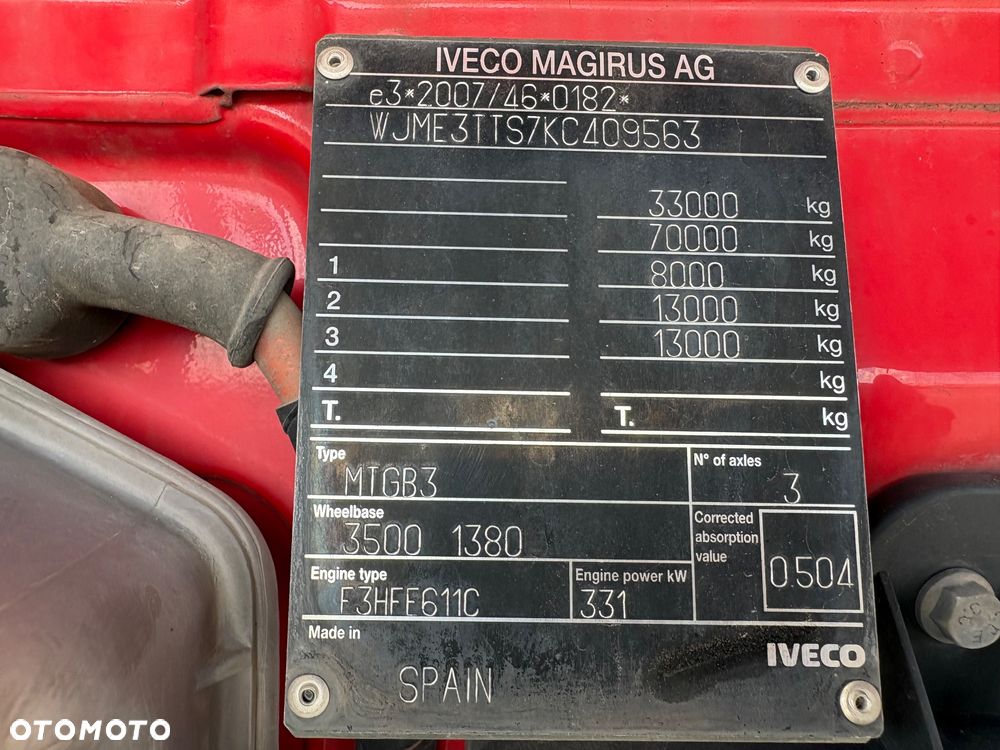 IVECO MAGIRUS AG
e3*2007/46*0182*
WJME3TTS7KC409563
33000 kg
70000 kg
1 8000 kg
2 13000 kg
3 13000 kg
4 kg
T. T. kg
Type
MTGB3
N° of axles
3
Wheelbase
3500 1380
Corrected absorption value
0.504
Engine type
F3HFE611C
Engine power kW
331
Made in
SPAIN
IVECO
OTOMOTO